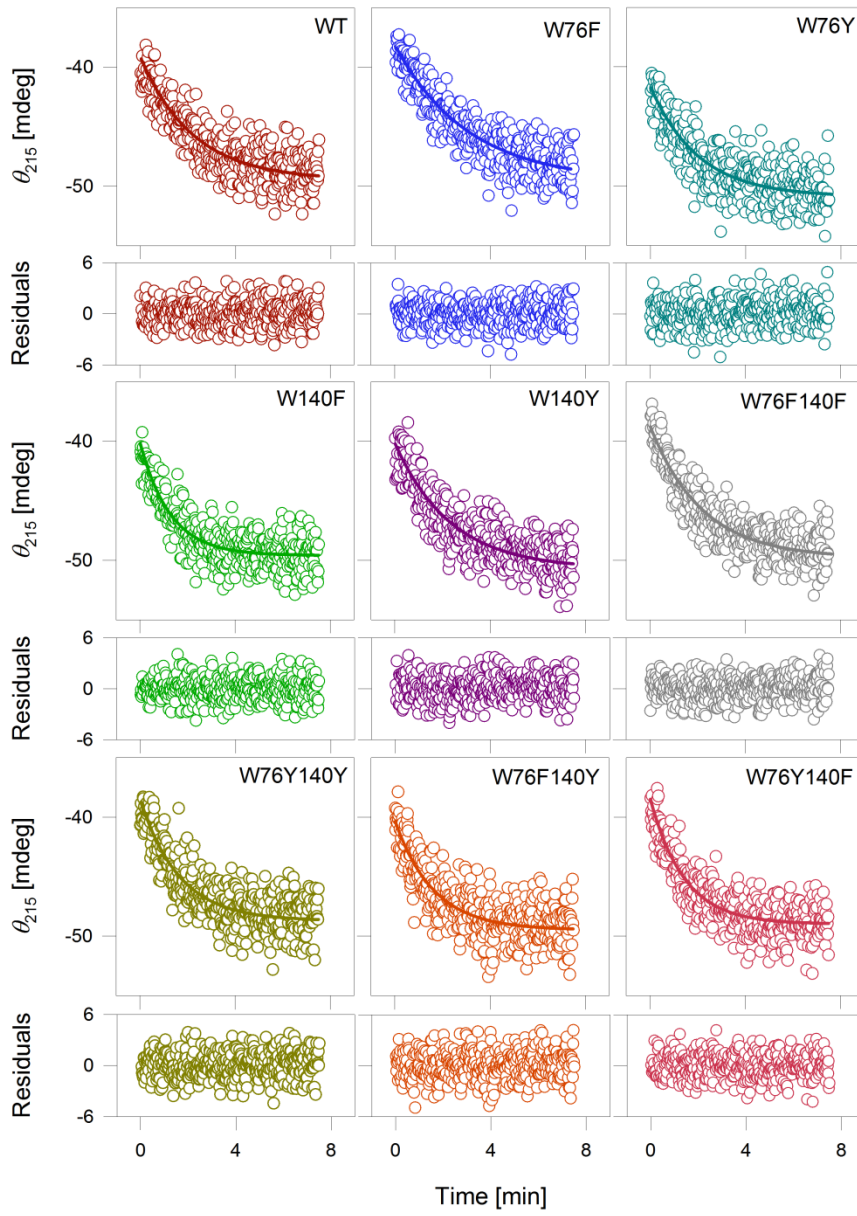 WT
W76F
W76Y
-40
-50
θ215 [mdeg]
6
0
-6
Residuals
W140F
W140Y
W76F140F
-40
-50
θ215 [mdeg]
6
0
-6
Residuals
W76Y140Y
W76F140Y
W76Y140F
-40
-50
θ215 [mdeg]
6
0
-6
Residuals
0 4 8 0 4 8 0 4 8
Time [min]